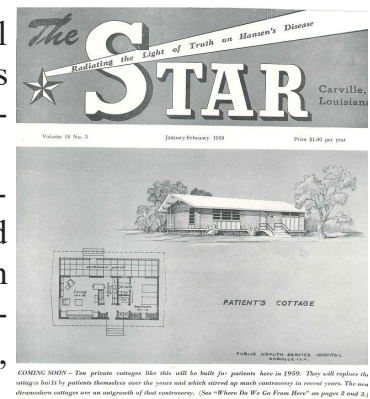 The STAR
Radiating the Light of Truth on Hansen's Disease
Carville,
Louisiana
Volume 18 No. 3 January-February 1959 Price $1.00 per year
PATIENT'S COTTAGE
PUBLIC HEALTH SERVICE HOSPITAL
CARVILLE - LA.
COMING SOON -- Ten private cottages like this will be built for patients here in 1959. They will replace the
cottages built by patients themselves over the years and which stirred up much controversy in recent years. The new
ultramodern cottages are an outgrowth of that controversy. (See "Where Do We Go From Here" on pages 2 and 3.)